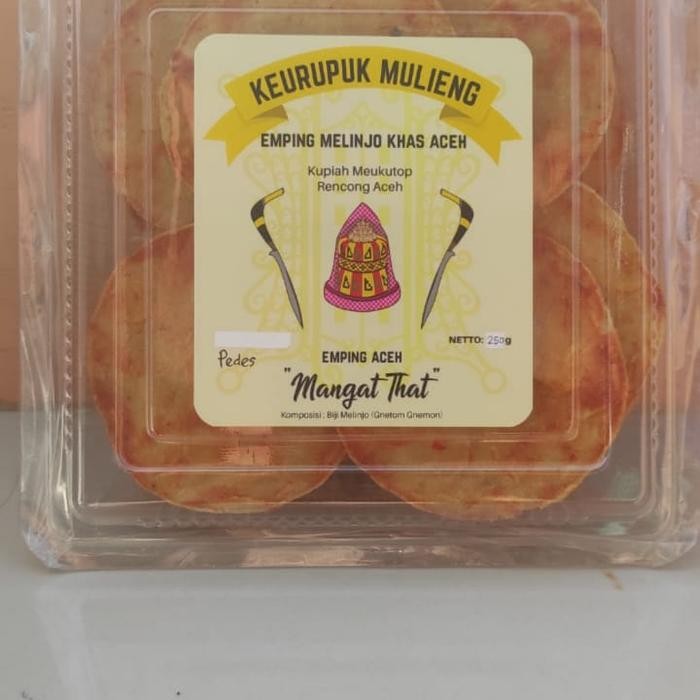 KEURUPUK MULIENG
EMPING MELINJO KHAS ACEH
Kupiah Meukutop
Rencong Aceh
NETTO: 250g
Pedes
EMPING ACEH
"Mangat That"
Komposisi : Biji Melinjo (Gnetom Gnemon)